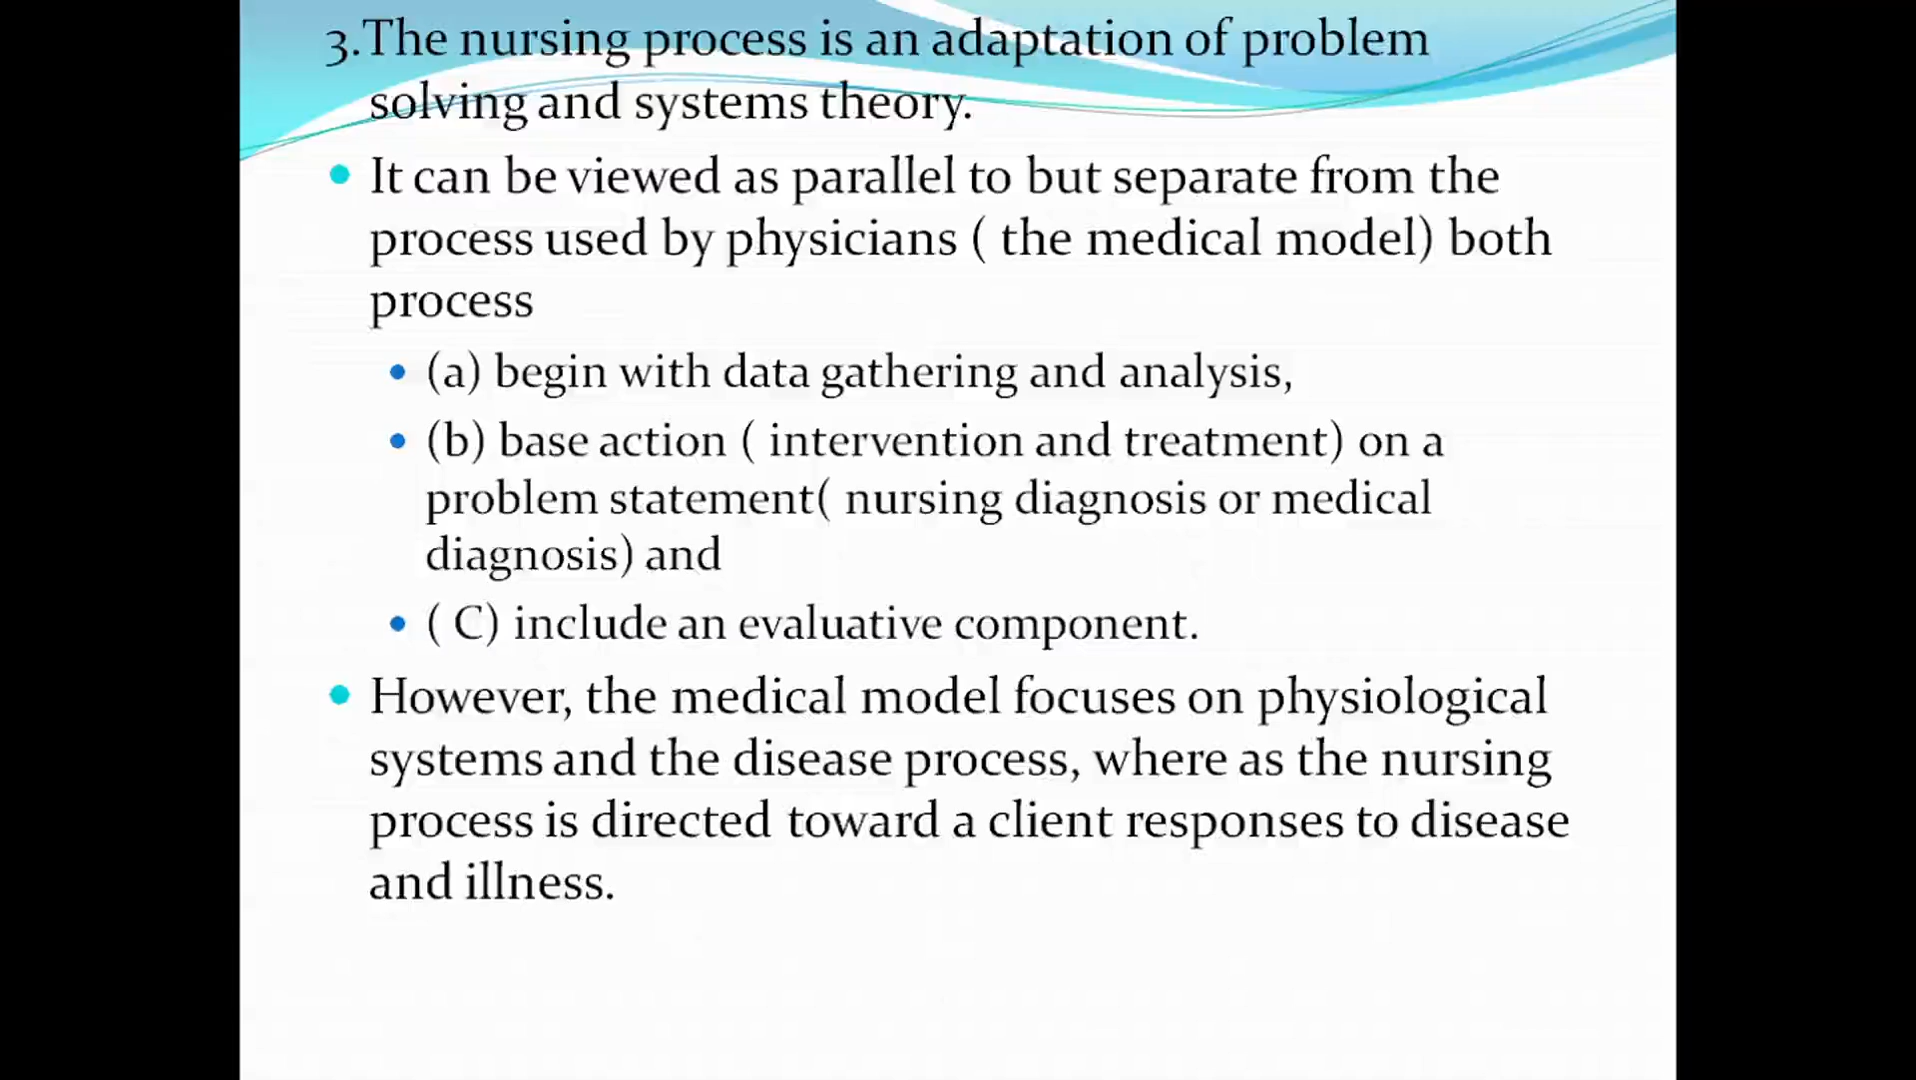 3.The nursing process is an adaptation of problem
solving and systems theory.
• It can be viewed as parallel to but separate from the
process used by physicians ( the medical model) both
process
• (a) begin with data gathering and analysis,
• (b) base action ( intervention and treatment) on a
problem statement( nursing diagnosis or medical
diagnosis) and
• ( C) include an evaluative component.
• However, the medical model focuses on physiological
systems and the disease process, where as the nursing
process is directed toward a client responses to disease
and illness.